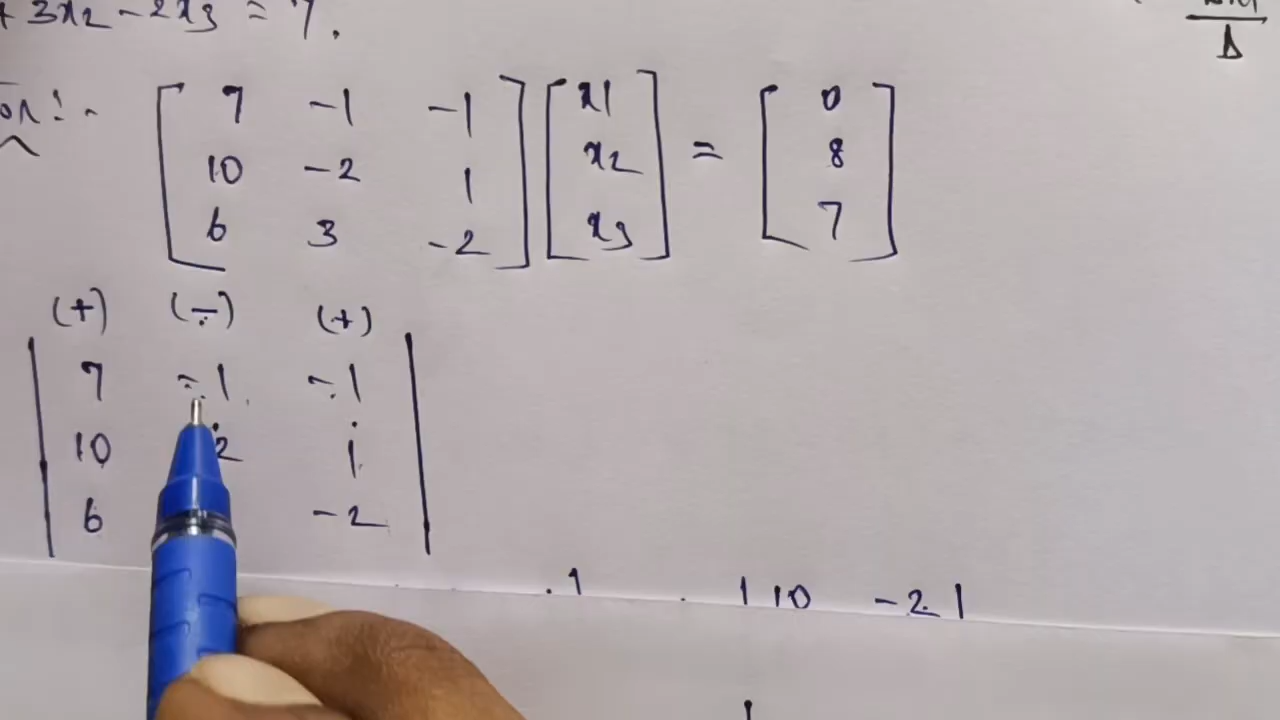 + 3x2 - 2x3 = 7.
Δ
7 -1 -1 x1 0
10 -2 1 x2 = 8
6 3 -2 x3 7
(+) (-) (+)
7 -1 -1
10 2 1
6 -2
1 | 10 -2 |